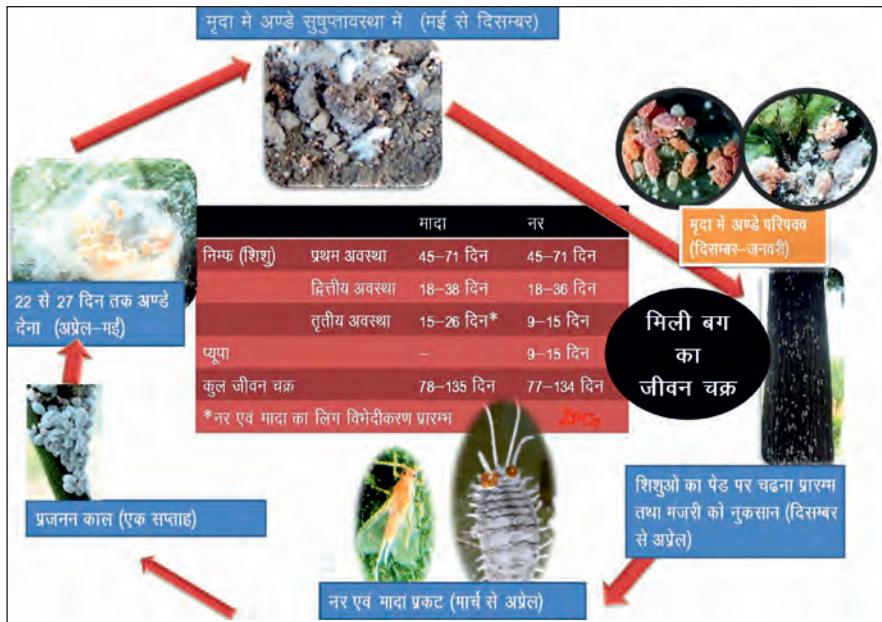 मृदा मे अण्डे सुषुप्तावस्था में (मई से दिसम्बर)
मृदा में अण्डे परिपक्व
(दिसम्बर–जनवरी)
मिली बग
का
जीवन चक्र
शिशुओं का पेड पर चढना प्रारम्भ
तथा मंजरी को नुकसान (दिसम्बर
से अप्रेल)
नर एवं मादा प्रकट (मार्च से अप्रेल)
प्रजनन काल (एक सप्ताह)
22 से 27 दिन तक अण्डे
देना (अप्रेल–मई)
मादा नर
निम्फ (शिशु) प्रथम अवस्था 45–71 दिन 45–71 दिन
द्वित्तीय अवस्था 18–38 दिन 18–36 दिन
तृतीय अवस्था 15–26 दिन* 9–15 दिन
प्यूपा – 9–15 दिन
कुल जीवन चक्र 78–135 दिन 77–134 दिन
*नर एवं मादा का लिंग विभेदीकरण प्रारम्भ